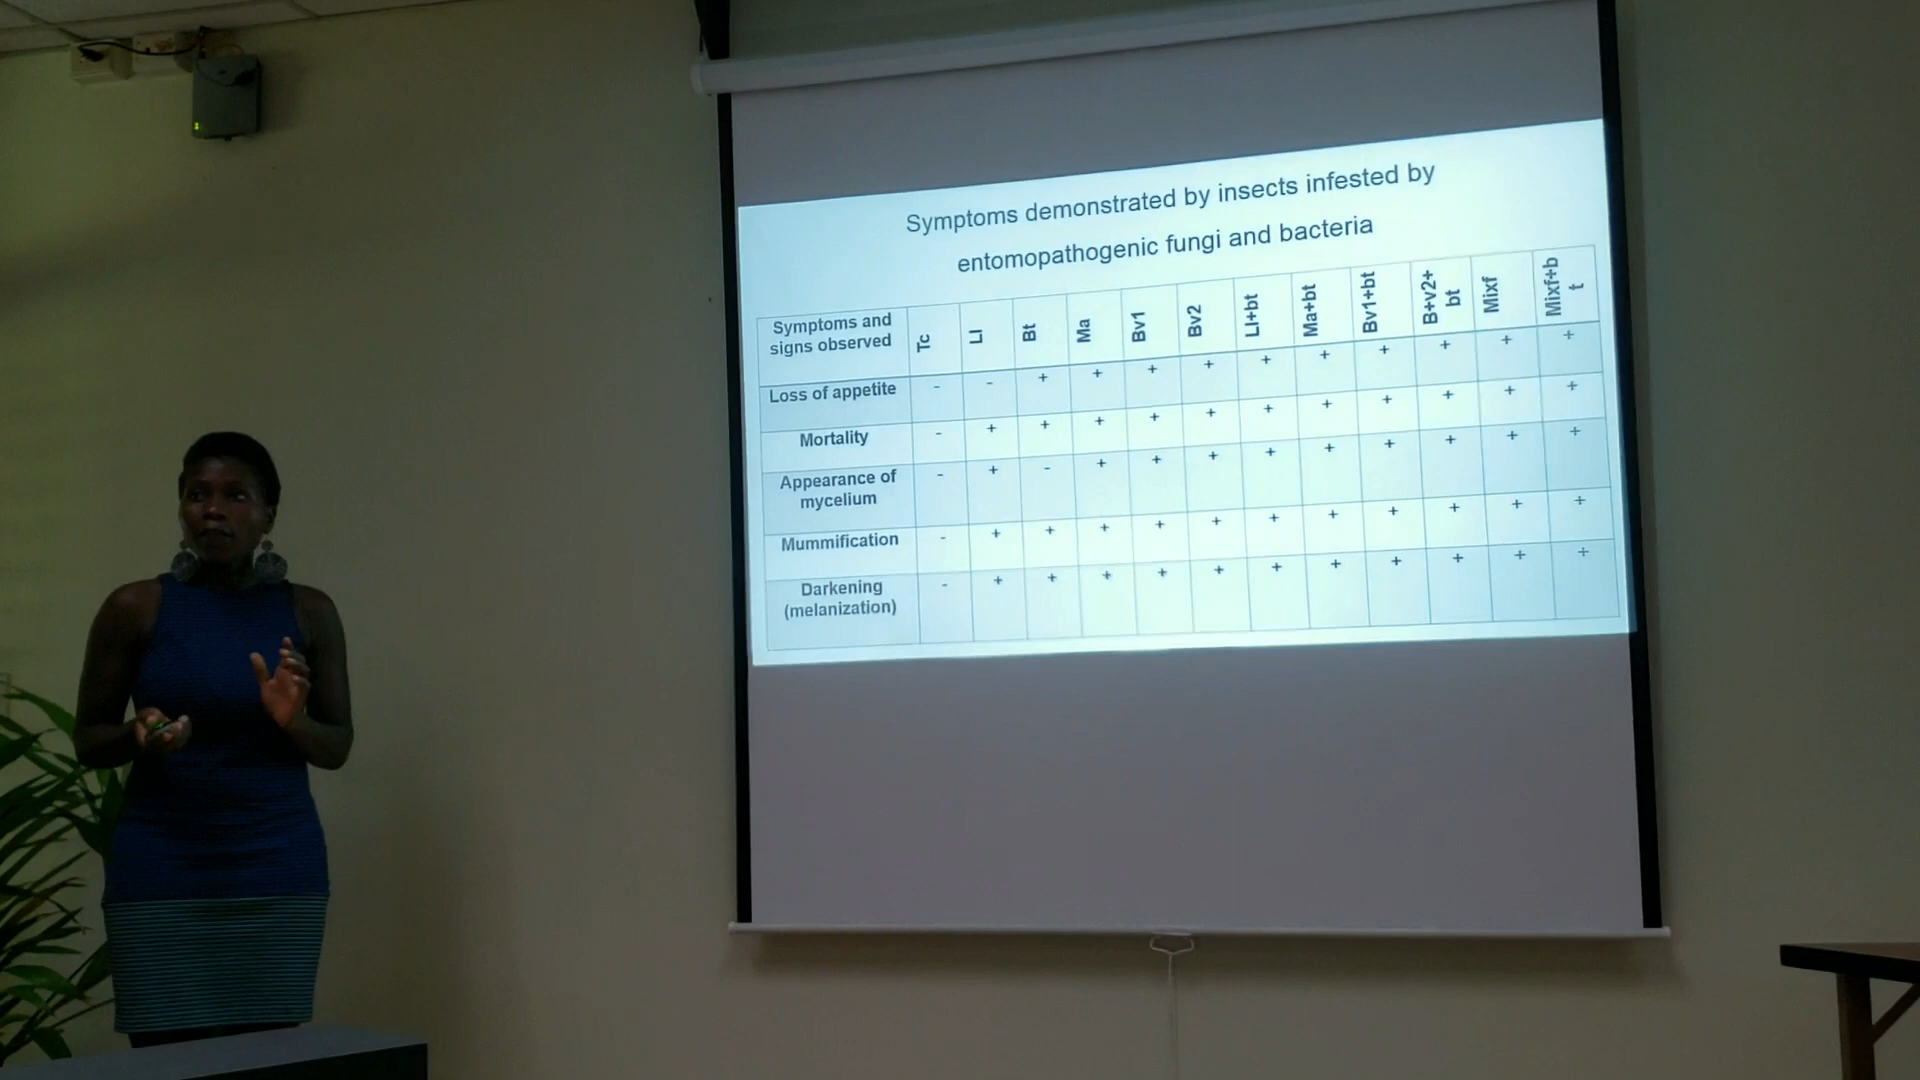 Symptoms demonstrated by insects infested by
entomopathogenic fungi and bacteria
Symptoms and
signs observed
Tc
Ll
Bt
Ma
Bv1
Bv2
Ll+bt
Ma+bt
Bv1+bt
B+v2+
bt
Mixf
Mixf+b
t
Loss of appetite - - + + + + + + + + + +
Mortality - + + + + + + + + + + +
Appearance of
mycelium - + - + + + + + + + + +
Mummification - + + + + + + + + + + +
Darkening
(melanization) - + + + + + + + + + + +